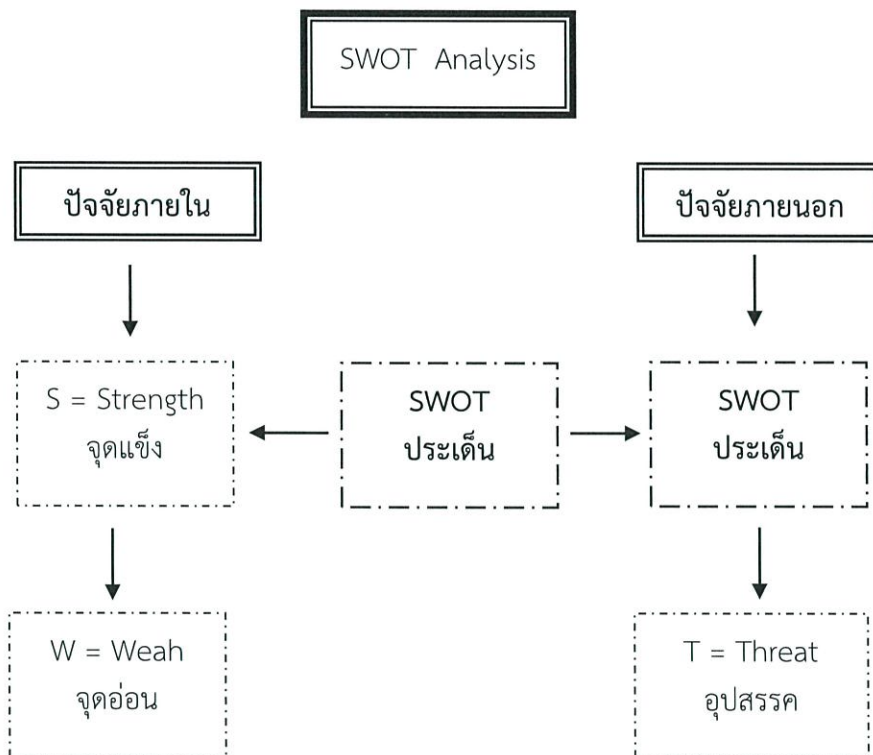 SWOT Analysis
ปัจจัยภายใน
ปัจจัยภายนอก
S = Strength
จุดแข็ง
SWOT
ประเด็น
SWOT
ประเด็น
W = Weah
จุดอ่อน
T = Threat
อุปสรรค